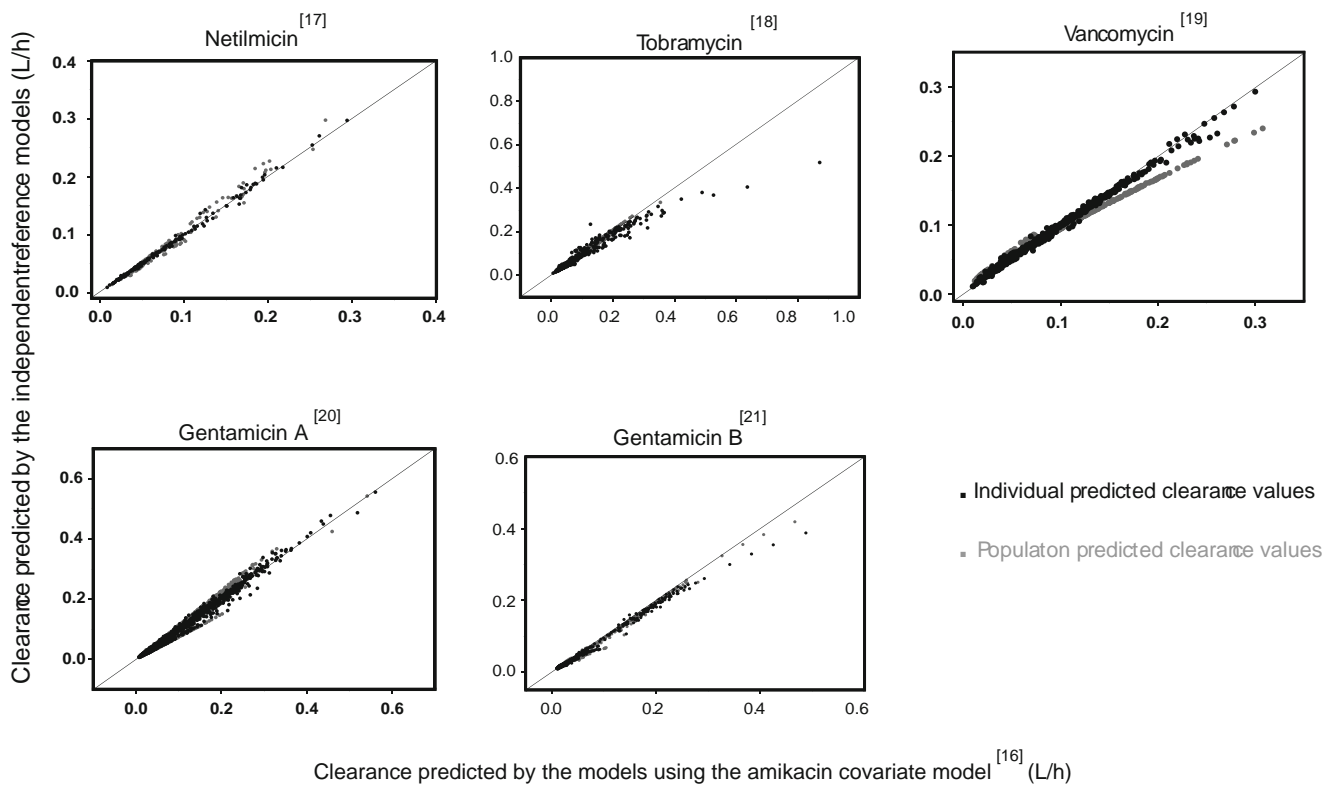 Clearance predicted by the independentreference models (L/h)
Netilmicin [17]
0.4
0.3
0.2
0.1
0.0
0.0 0.1 0.2 0.3 0.4
Tobramycin [18]
1.0
0.8
0.6
0.4
0.2
0.0
0.0 0.2 0.4 0.6 0.8 1.0
Vancomycin [19]
0.3
0.2
0.1
0.0
0.0 0.1 0.2 0.3
Gentamicin A [20]
0.6
0.4
0.2
0.0
0.0 0.2 0.4 0.6
Gentamicin B [21]
0.6
0.4
0.2
0.0
0.0 0.2 0.4 0.6
Individual predicted clearance values
Populaton predicted clearance values
Clearance predicted by the models using the amikacin covariate model [16] (L/h)